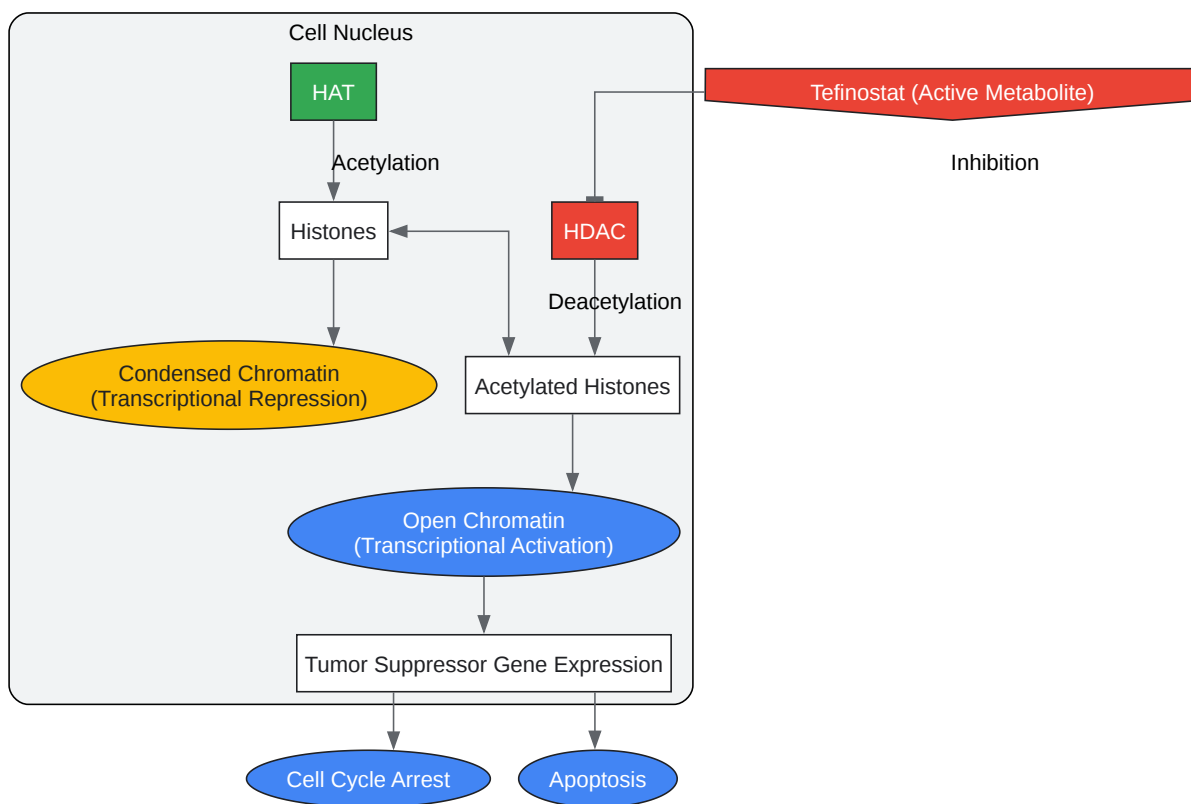 Cell Nucleus
HAT
Tefinostat (Active Metabolite)
Acetylation
Inhibition
Histones
HDAC
Deacetylation
Condensed Chromatin
(Transcriptional Repression)
Acetylated Histones
Open Chromatin
(Transcriptional Activation)
Tumor Suppressor Gene Expression
Cell Cycle Arrest
Apoptosis